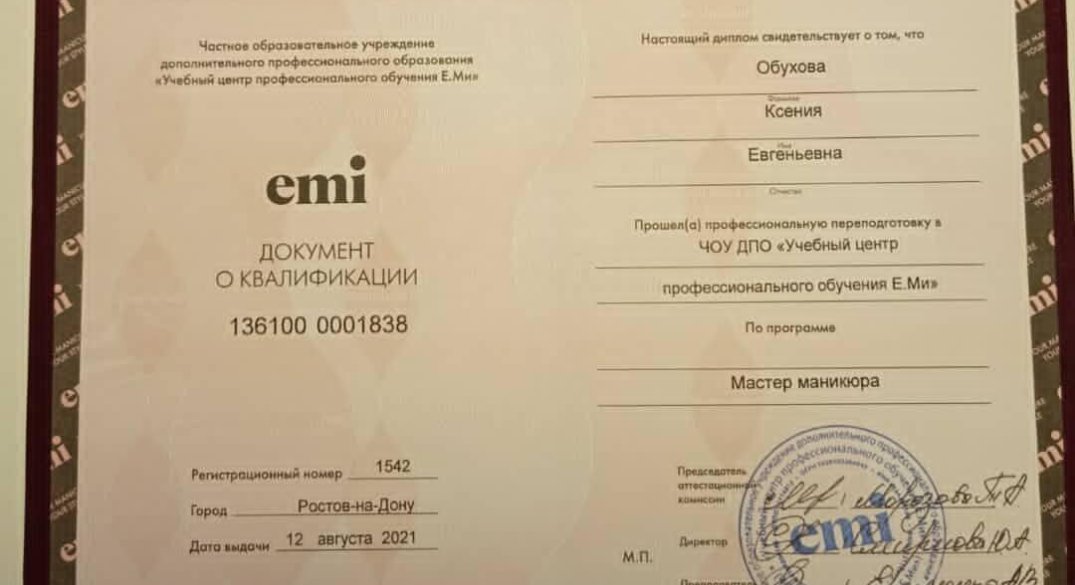 Частное образовательное учреждение
дополнительного профессионального образования
«Учебный центр профессионального обучения Е.Ми»
emi
ДОКУМЕНТ
О КВАЛИФИКАЦИИ
136100 0001838
Регистрационный номер 1542
Город Ростов-на-Дону
Дата выдачи 12 августа 2021
Настоящий диплом свидетельствует о том, что
Обухова
Фамилия
Ксения
Имя
Евгеньевна
Отчество
Прошел(а) профессиональную переподготовку в
ЧОУ ДПО «Учебный центр
профессионального обучения Е.Ми»
По программе
Мастер маникюра
Председатель
аттестационной
комиссии
Морозова Т.А
Директор
М.П.
emi